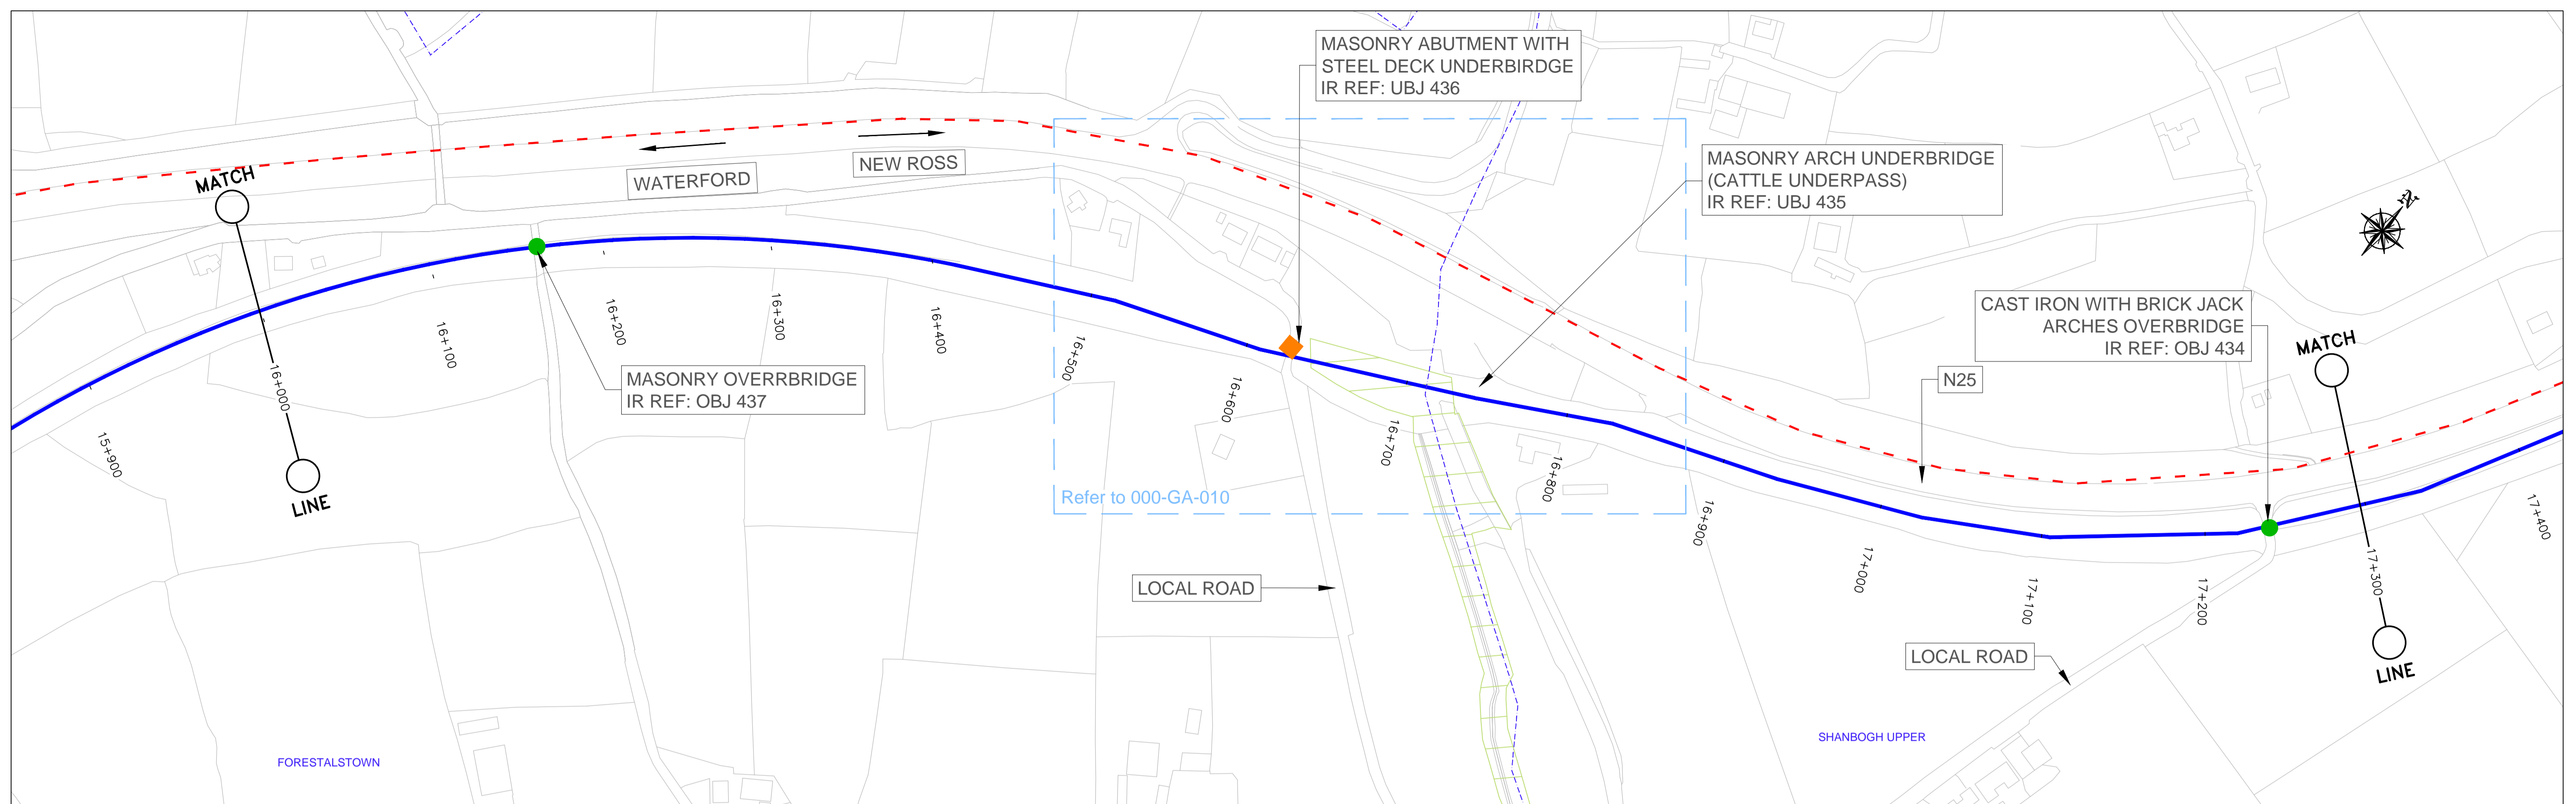 MASONRY ABUTMENT WITH
STEEL DECK UNDERBIRDGE
IR REF: UBJ 436
MATCH
WATERFORD
NEW ROSS
MASONRY ARCH UNDERBRIDGE
(CATTLE UNDERPASS)
IR REF: UBJ 435
N
CAST IRON WITH BRICK JACK
ARCHES OVERBRIDGE
IR REF: OBJ 434
MATCH
N25
MASONRY OVERRBRIDGE
IR REF: OBJ 437
15+900
16+000
16+100
16+200
16+300
16+400
16+500
16+600
16+700
16+800
16+900
17+000
17+100
17+200
17+300
17+400
LINE
Refer to 000-GA-010
LOCAL ROAD
LOCAL ROAD
LINE
FORESTALSTOWN
SHANBOGH UPPER